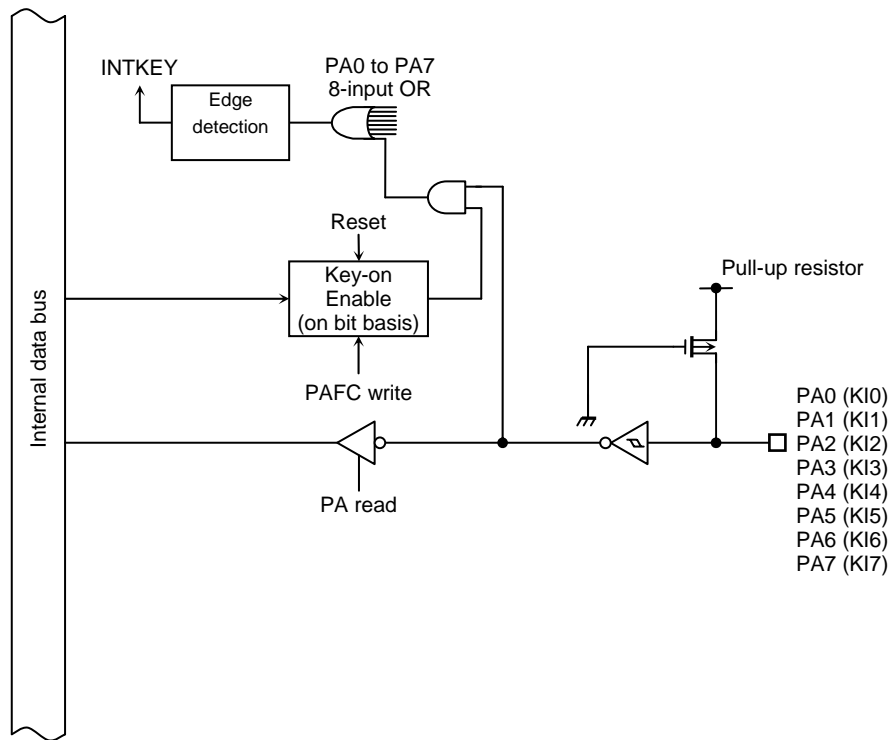 INTKEY
PA0 to PA7
8-input OR
Edge
detection
Reset
Key-on
Enable
(on bit basis)
PAFC write
Pull-up resistor
Internal data bus
PA read
PA0 (KI0)
PA1 (KI1)
PA2 (KI2)
PA3 (KI3)
PA4 (KI4)
PA5 (KI5)
PA6 (KI6)
PA7 (KI7)